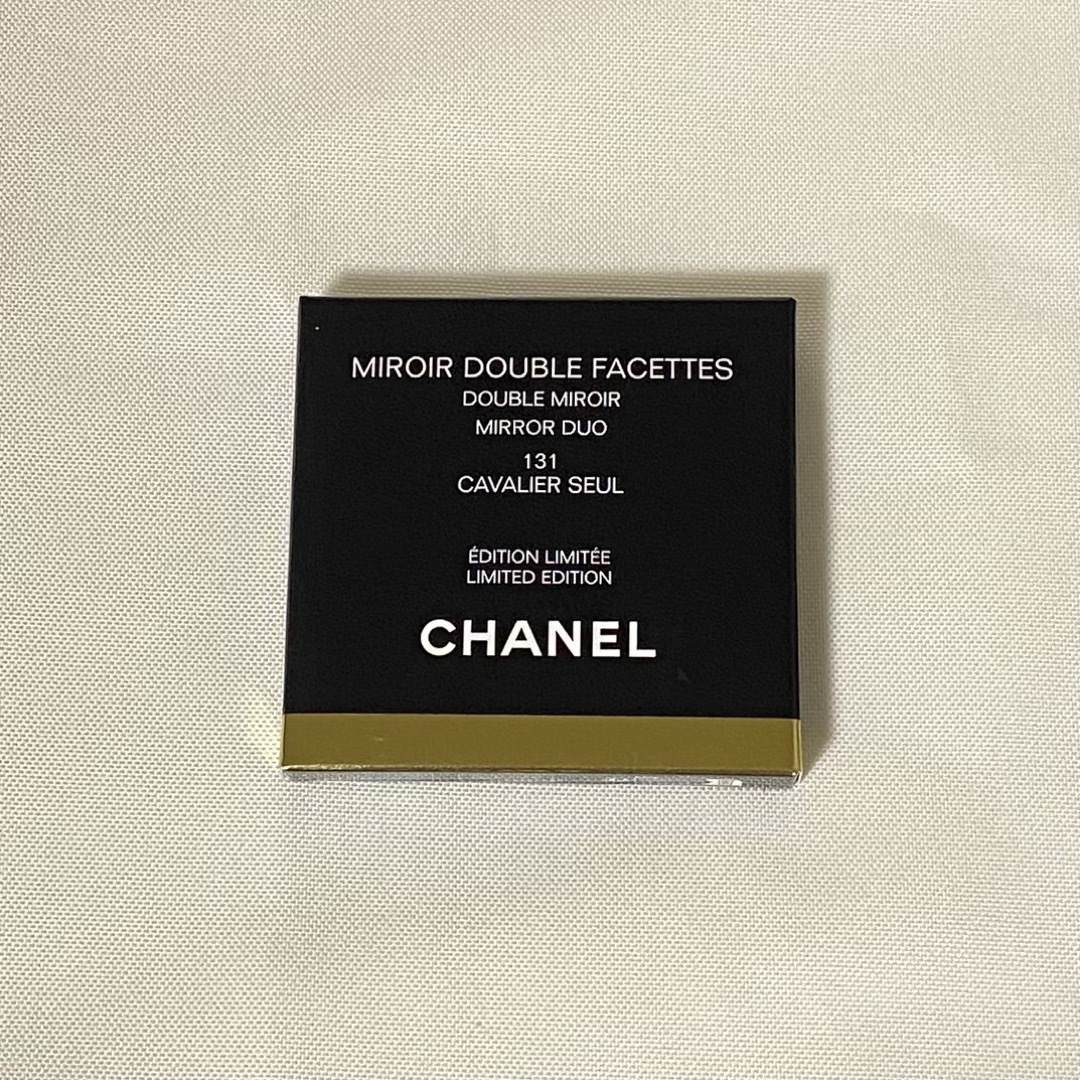 MIROIR DOUBLE FACETTES
DOUBLE MIROIR
MIRROR DUO
131
CAVALIER SEUL
ÉDITION LIMITÉE
LIMITED EDITION
CHANEL